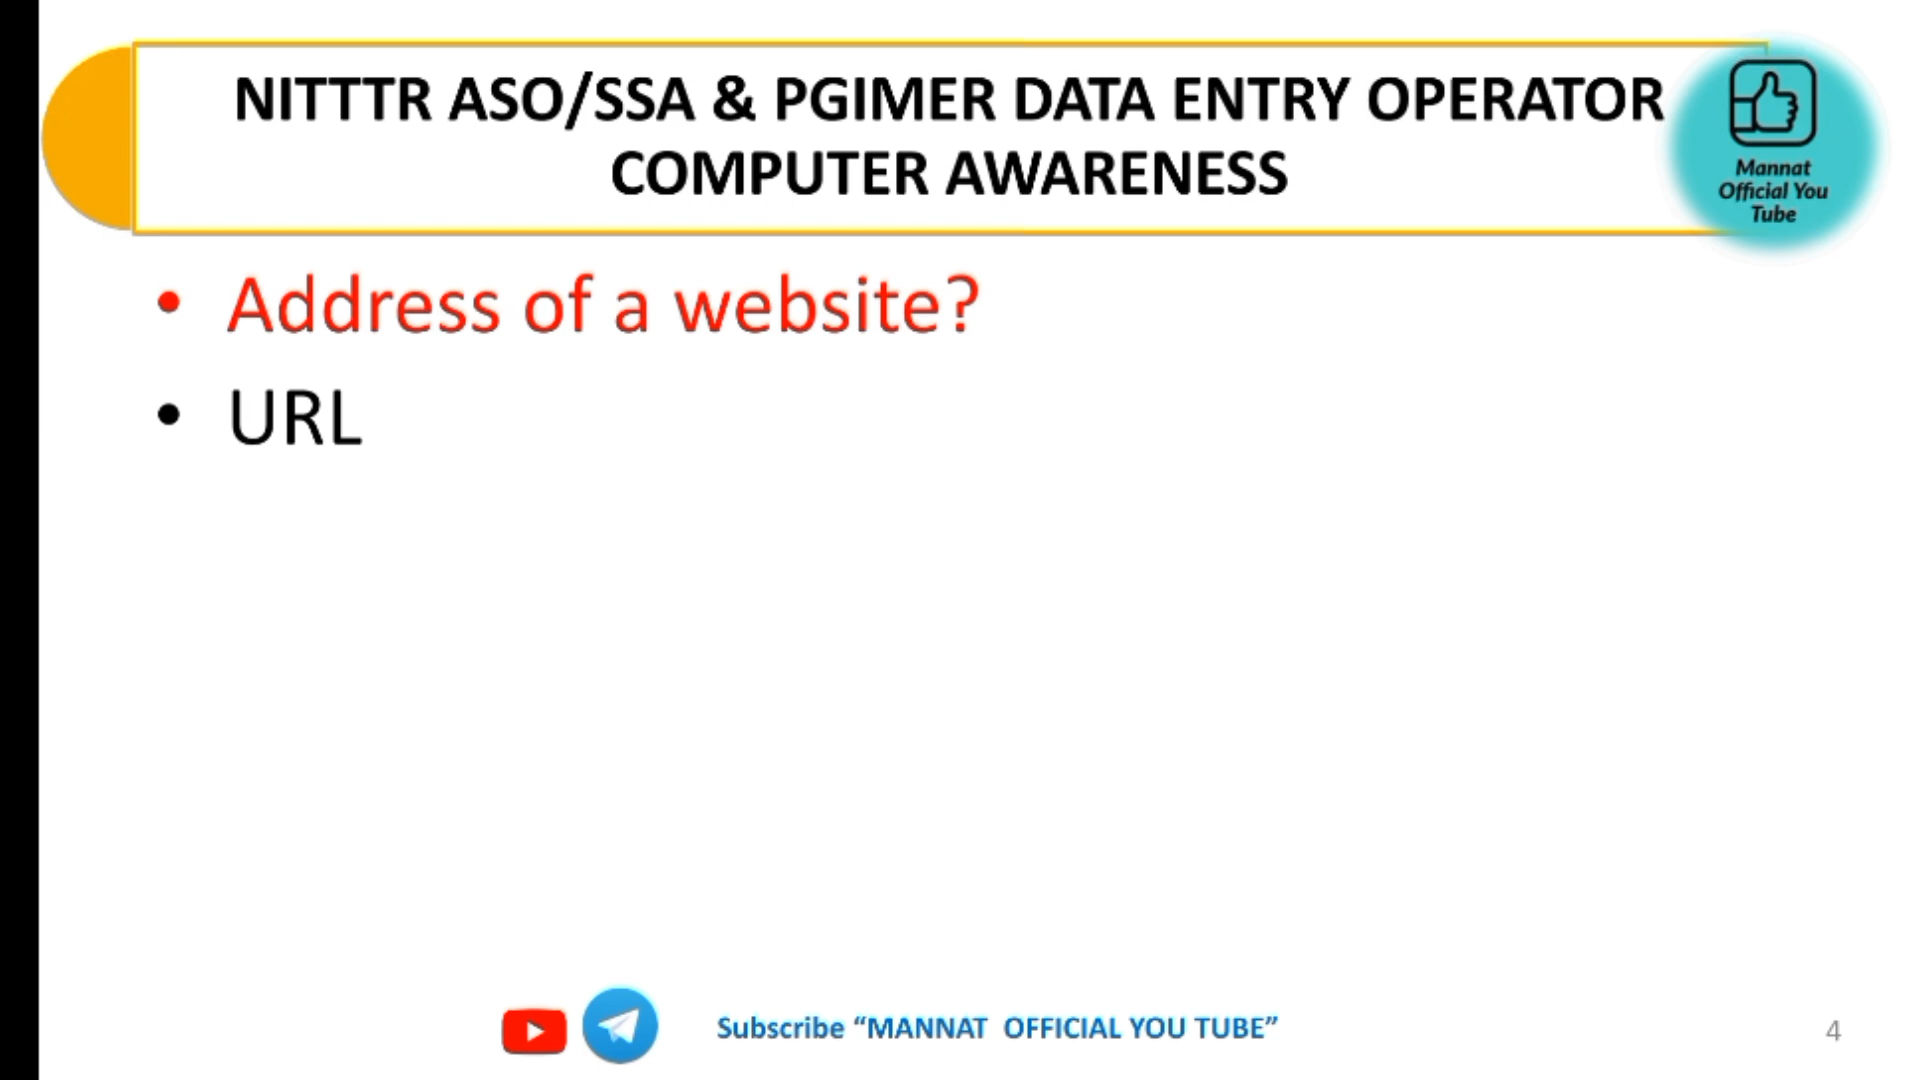 NITTTR ASO/SSA & PGIMER DATA ENTRY OPERATOR
COMPUTER AWARENESS
Mannat
Official You
Tube
• Address of a website?
• URL
Subscribe “MANNAT OFFICIAL YOU TUBE”
4